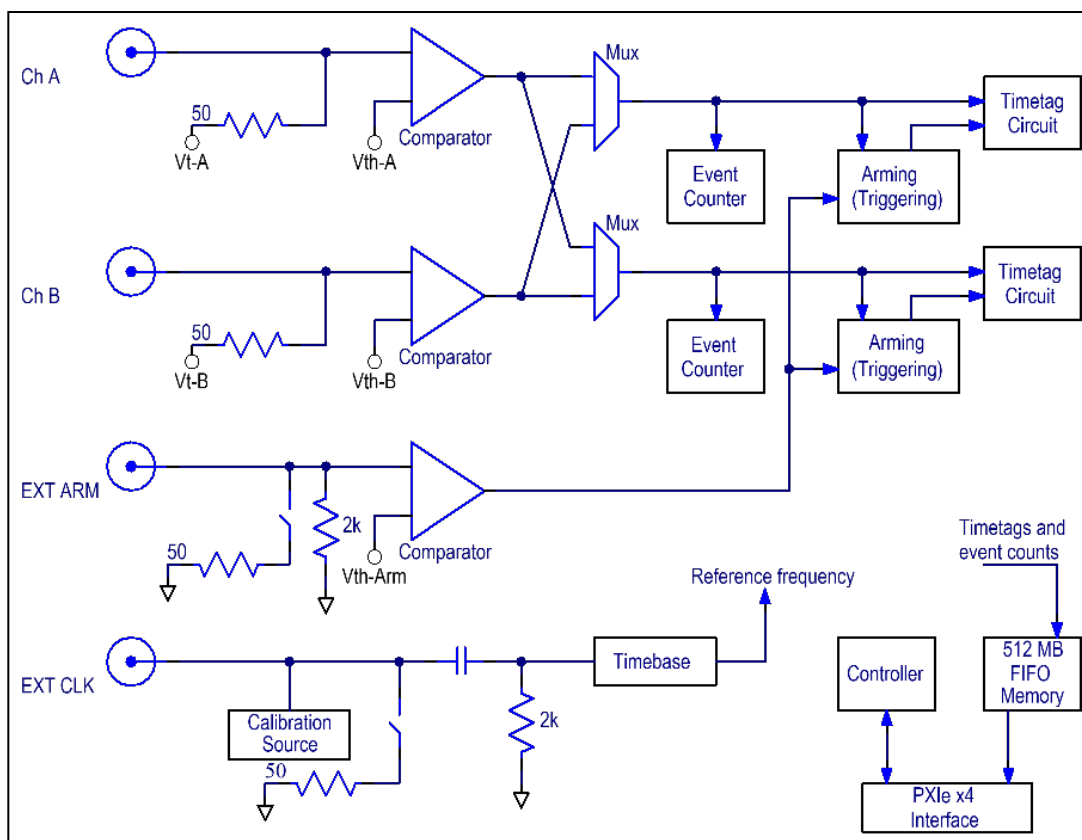 Ch A
50
Vt-A
Vth-A
Comparator
Mux
Event
Counter
Arming
(Triggering)
Timetag
Circuit
Ch B
50
Vt-B
Vth-B
Comparator
Mux
Event
Counter
Arming
(Triggering)
Timetag
Circuit
EXT ARM
50
2k
Vth-Arm
Comparator
Timetags and
event counts
Reference frequency
EXT CLK
Calibration
Source
50
2k
Timebase
Controller
512 MB
FIFO
Memory
PXIe x4
Interface